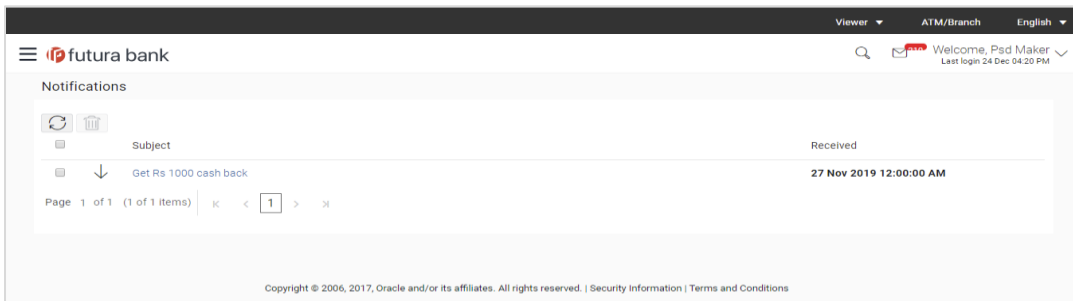 Viewer ATM/Branch English
futura bank
Welcome, Psd Maker
Last login 24 Dec 04:20 PM
Notifications
Subject Received
Get Rs 1000 cash back 27 Nov 2019 12:00:00 AM
Page 1 of 1 (1 of 1 items) 1
Copyright © 2006, 2017, Oracle and/or its affiliates. All rights reserved. | Security Information | Terms and Conditions